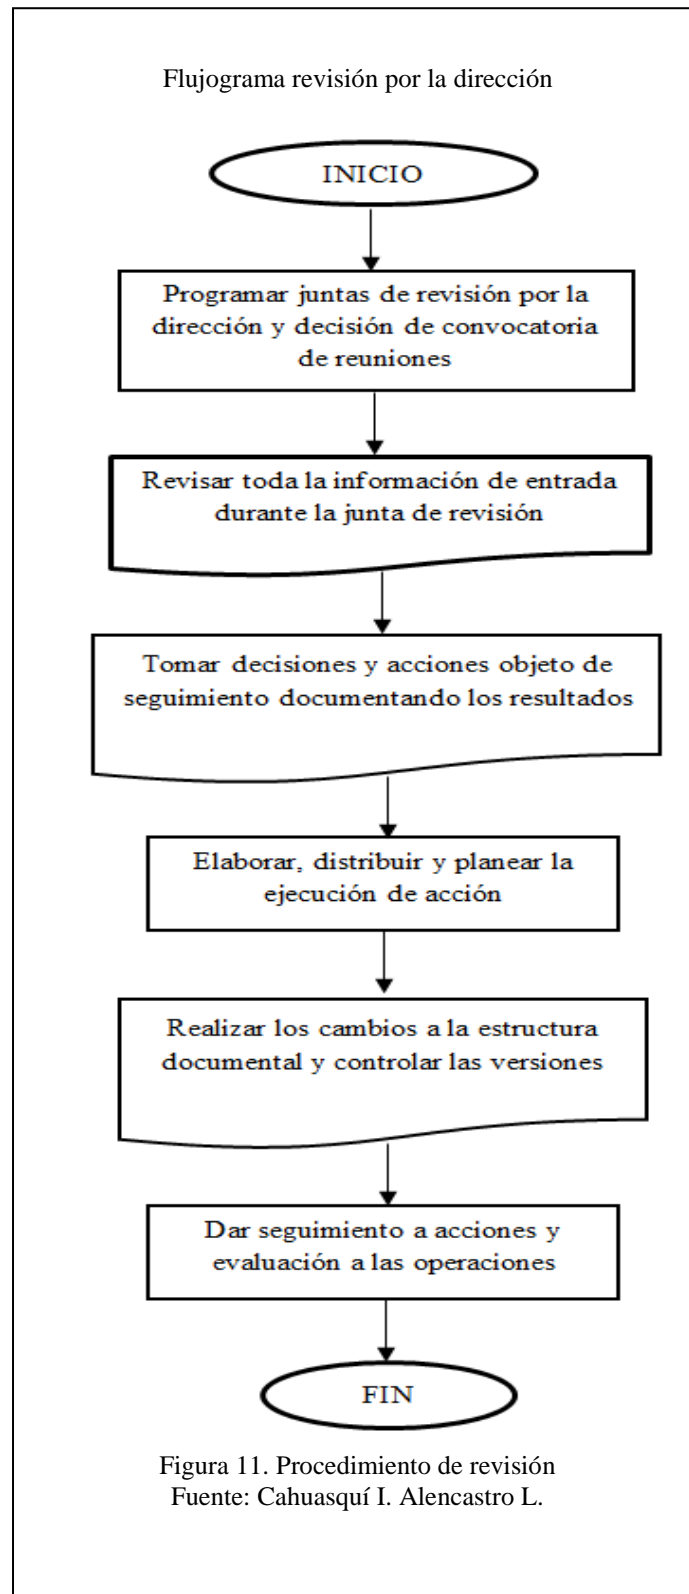 Flujograma revisión por la dirección
INICIO
Programar juntas de revisión por la
dirección y decisión de convocatoria
de reuniones
Revisar toda la información de entrada
durante la junta de revisión
Tomar decisiones y acciones objeto de
seguimiento documentando los resultados
Elaborar, distribuir y planear la
ejecución de acción
Realizar los cambios a la estructura
documental y controlar las versiones
Dar seguimiento a acciones y
evaluación a las operaciones
FIN
Figura 11. Procedimiento de revisión
Fuente: Cahuasquí I. Alencastro L.